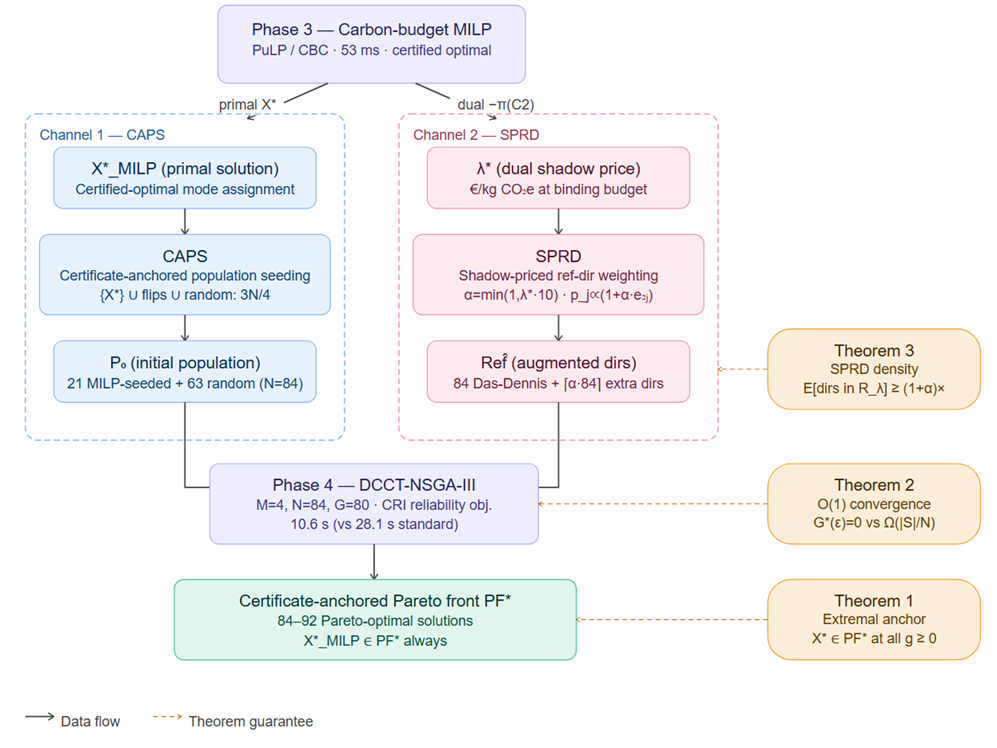 Phase 3 — Carbon-budget MILP
PuLP / CBC · 53 ms · certified optimal
primal X*
dual −π(C2)
Channel 1 — CAPS
X*_MILP (primal solution)
Certified-optimal mode assignment
CAPS
Certificate-anchored population seeding
{X*} ∪ flips ∪ random: 3N/4
P₀ (initial population)
21 MILP-seeded + 63 random (N=84)
Channel 2 — SPRD
λ* (dual shadow price)
€/kg CO₂e at binding budget
SPRD
Shadow-priced ref-dir weighting
α=min(1,λ*·10) · p_j∝(1+α·e₂ⱼ)
Ref̂ (augmented dirs)
84 Das-Dennis + ⌈α·84⌉ extra dirs
Theorem 3
SPRD density
E[dirs in R_λ] ≥ (1+α)×
Phase 4 — DCCT-NSGA-III
M=4, N=84, G=80 · CRI reliability obj.
10.6 s (vs 28.1 s standard)
Theorem 2
O(1) convergence
G*(ε)=0 vs Ω(|S|/N)
Certificate-anchored Pareto front PF*
84–92 Pareto-optimal solutions
X*_MILP ∈ PF* always
Theorem 1
Extremal anchor
X* ∈ PF* at all g ≥ 0
Data flow
Theorem guarantee